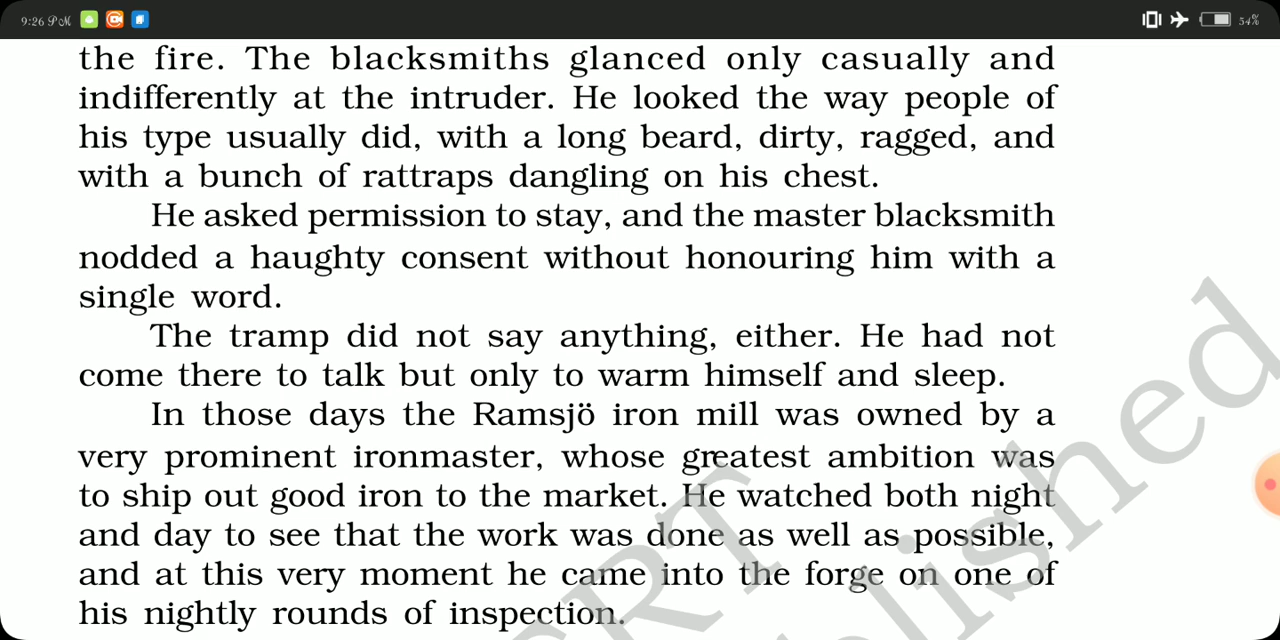 9:26 PM
54%
the fire. The blacksmiths glanced only casually and
indifferently at the intruder. He looked the way people of
his type usually did, with a long beard, dirty, ragged, and
with a bunch of rattraps dangling on his chest.
He asked permission to stay, and the master blacksmith
nodded a haughty consent without honouring him with a
single word.
The tramp did not say anything, either. He had not
come there to talk but only to warm himself and sleep.
In those days the Ramsjö iron mill was owned by a
very prominent ironmaster, whose greatest ambition was
to ship out good iron to the market. He watched both night
and day to see that the work was done as well as possible,
and at this very moment he came into the forge on one of
his nightly rounds of inspection.